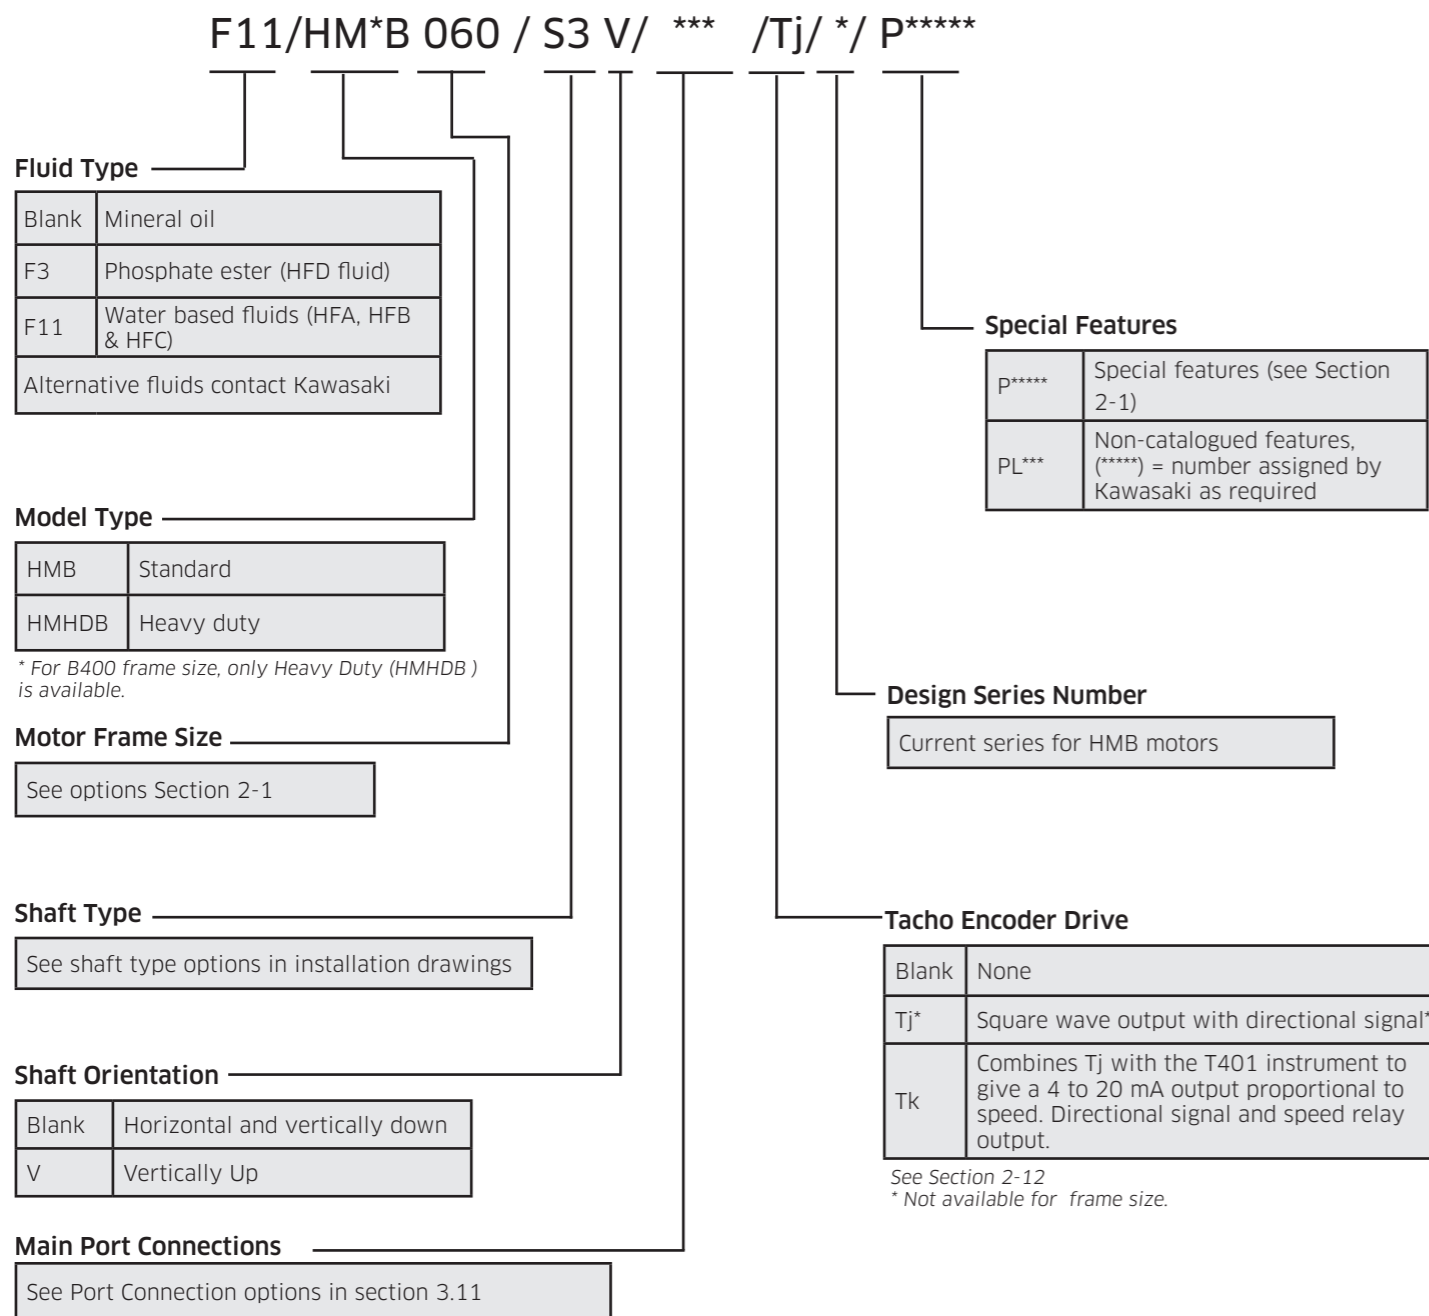 F11/HM*B 060 / S3 V/ *** /Tj/ */ P*****
Fluid Type
Blank Mineral oil
F3 Phosphate ester (HFD fluid)
F11 Water based fluids (HFA, HFB
& HFC)
Alternative fluids contact Kawasaki
Special Features
P***** Special features (see Section
2-1)
PL*** Non-catalogued features,
(*****) = number assigned by
Kawasaki as required
Model Type
HMB Standard
HMHDB Heavy duty
* For B400 frame size, only Heavy Duty (HMHDB )
is available.
Motor Frame Size
See options Section 2-1
Design Series Number
Current series for HMB motors
Shaft Type
See shaft type options in installation drawings
Tacho Encoder Drive
Blank None
Tj* Square wave output with directional signal*
Tk Combines Tj with the T401 instrument to
give a 4 to 20 mA output proportional to
speed. Directional signal and speed relay
output.
See Section 2-12
* Not available for frame size.
Shaft Orientation
Blank Horizontal and vertically down
V Vertically Up
Main Port Connections
See Port Connection options in section 3.11